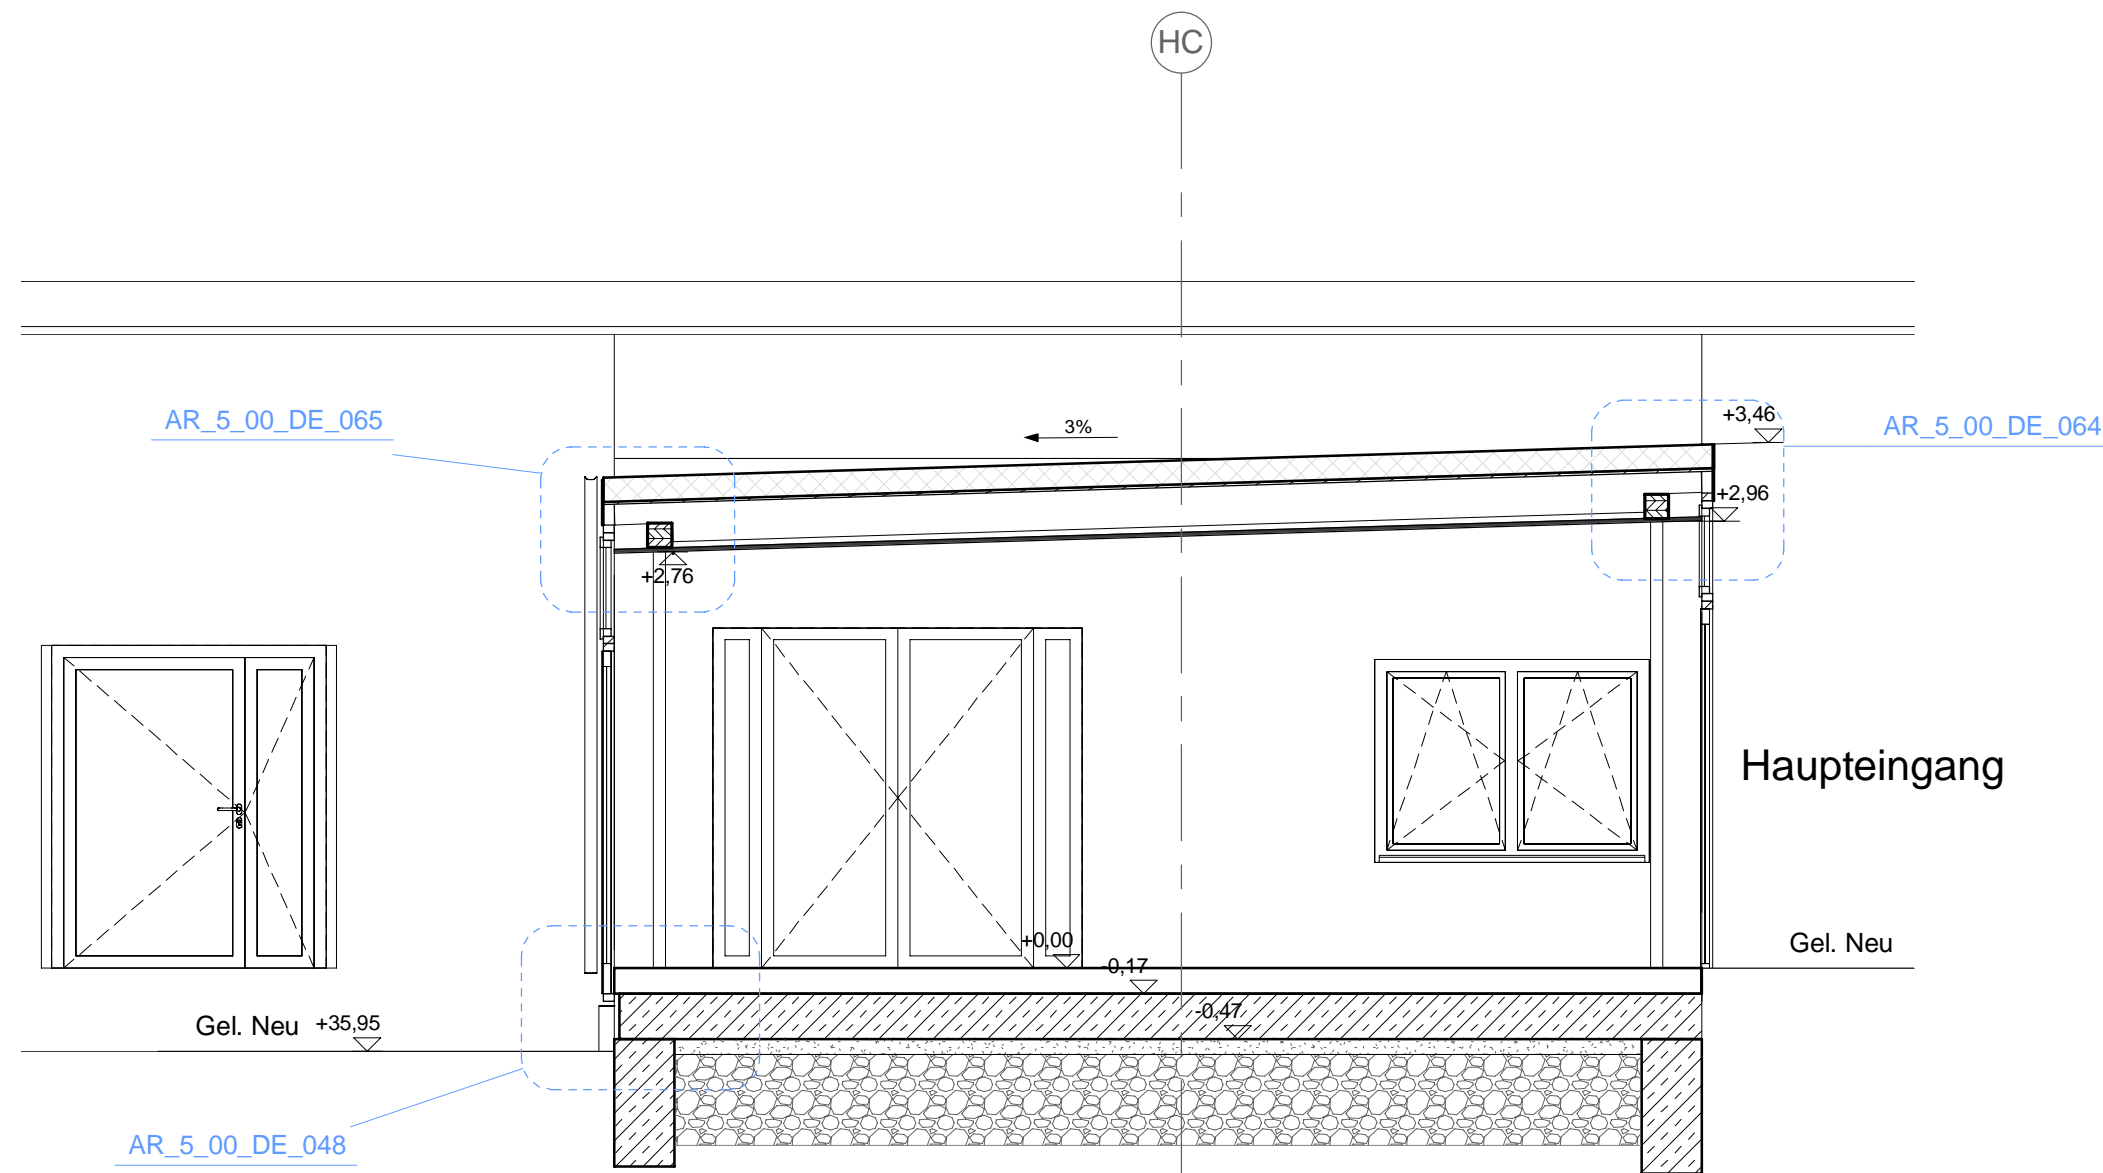 HC
AR_5_00_DE_065
3%
+3,46
AR_5_00_DE_064
+2,96
+2,76
Haupteingang
+0,00
Gel. Neu
-0,17
-0,47
Gel. Neu +35,95
AR_5_00_DE_048